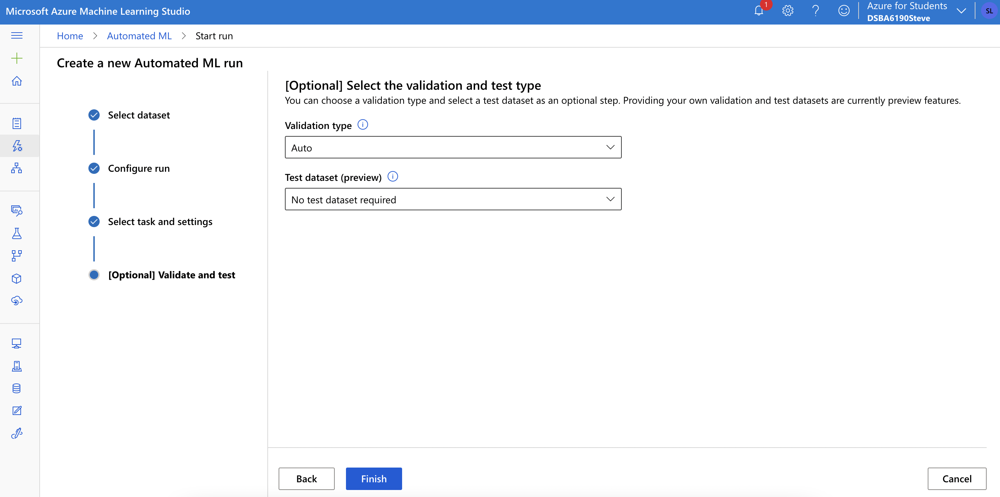 Microsoft Azure Machine Learning Studio
1
Azure for Students
DSBA6190Steve
SL
Home > Automated ML > Start run
Create a new Automated ML run
Select dataset
Configure run
Select task and settings
[Optional] Validate and test
[Optional] Select the validation and test type
You can choose a validation type and select a test dataset as an optional step. Providing your own validation and test datasets are currently preview features.
Validation type
Auto
Test dataset (preview)
No test dataset required
Back
Finish
Cancel